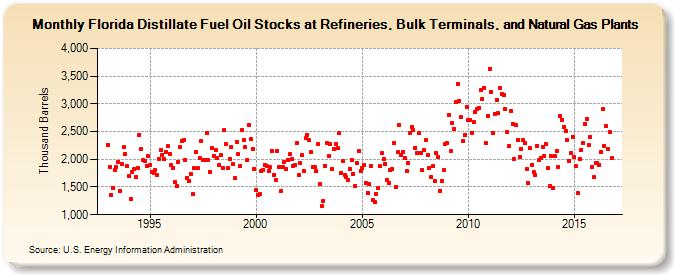 Monthly Florida Distillate Fuel Oil Stocks at Refineries, Bulk Terminals, and Natural Gas Plants
Thousand Barrels
4,000
3,500
3,000
2,500
2,000
1,500
1,000
1995 2000 2005 2010 2015
Source: U.S. Energy Information Administration